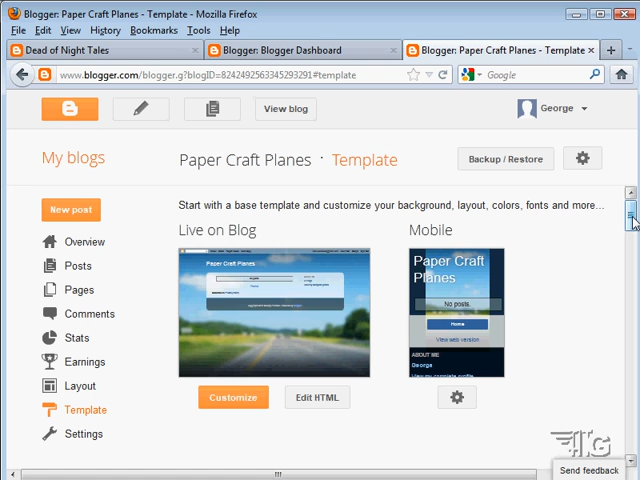 Blogger: Paper Craft Planes - Template - Mozilla Firefox
File Edit View History Bookmarks Tools Help
Dead of Night Tales
Blogger: Blogger Dashboard
Blogger: Paper Craft Planes - Template
www.blogger.com/blogger.g?blogID=8242492563345293291#template
Google
View blog
George
My blogs
Paper Craft Planes · Template
Backup / Restore
New post
Overview
Posts
Pages
Comments
Stats
Earnings
Layout
Template
Settings
Start with a base template and customize your background, layout, colors, fonts and more...
Live on Blog
Mobile
Paper Craft Planes
Customize
Edit HTML
Paper Craft
Planes
No posts.
Home
View web version
ABOUT ME
George
View my complete profile
Send feedback